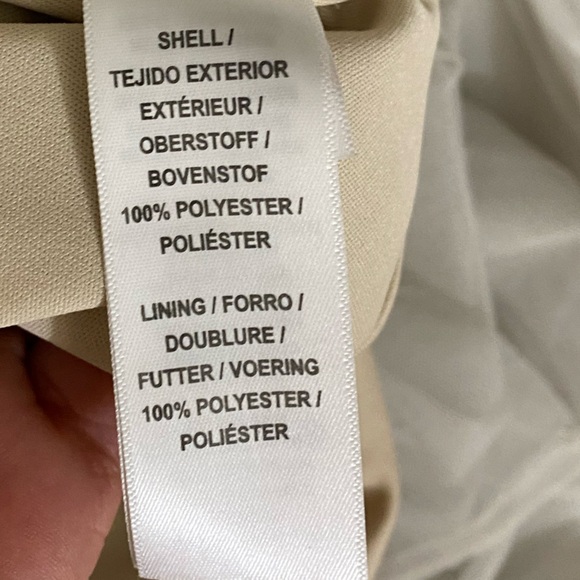 SHELL /
TEJIDO EXTERIOR
EXTÉRIEUR /
OBERSTOFF /
BOVENSTOF
100% POLYESTER /
POLIÉSTER
LINING / FORRO /
DOUBLURE /
FUTTER / VOERING
100% POLYESTER /
POLIÉSTER